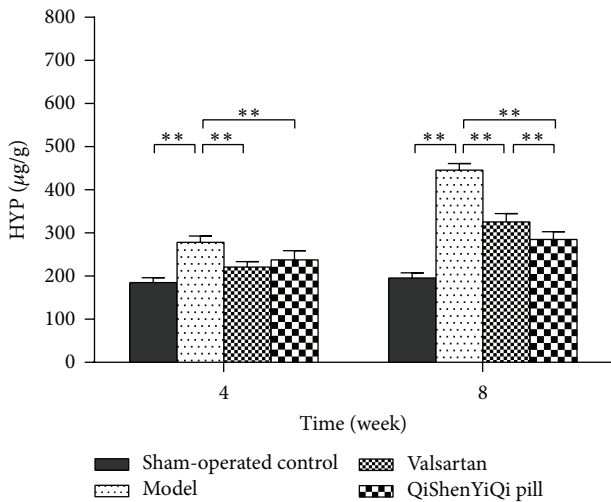 800
700
600
500
400
300
200
100
0
HYP (μg/g)
**
** **
**
** ** **
4 8
Time (week)
Sham-operated control Valsartan
Model QiShenYiQi pill